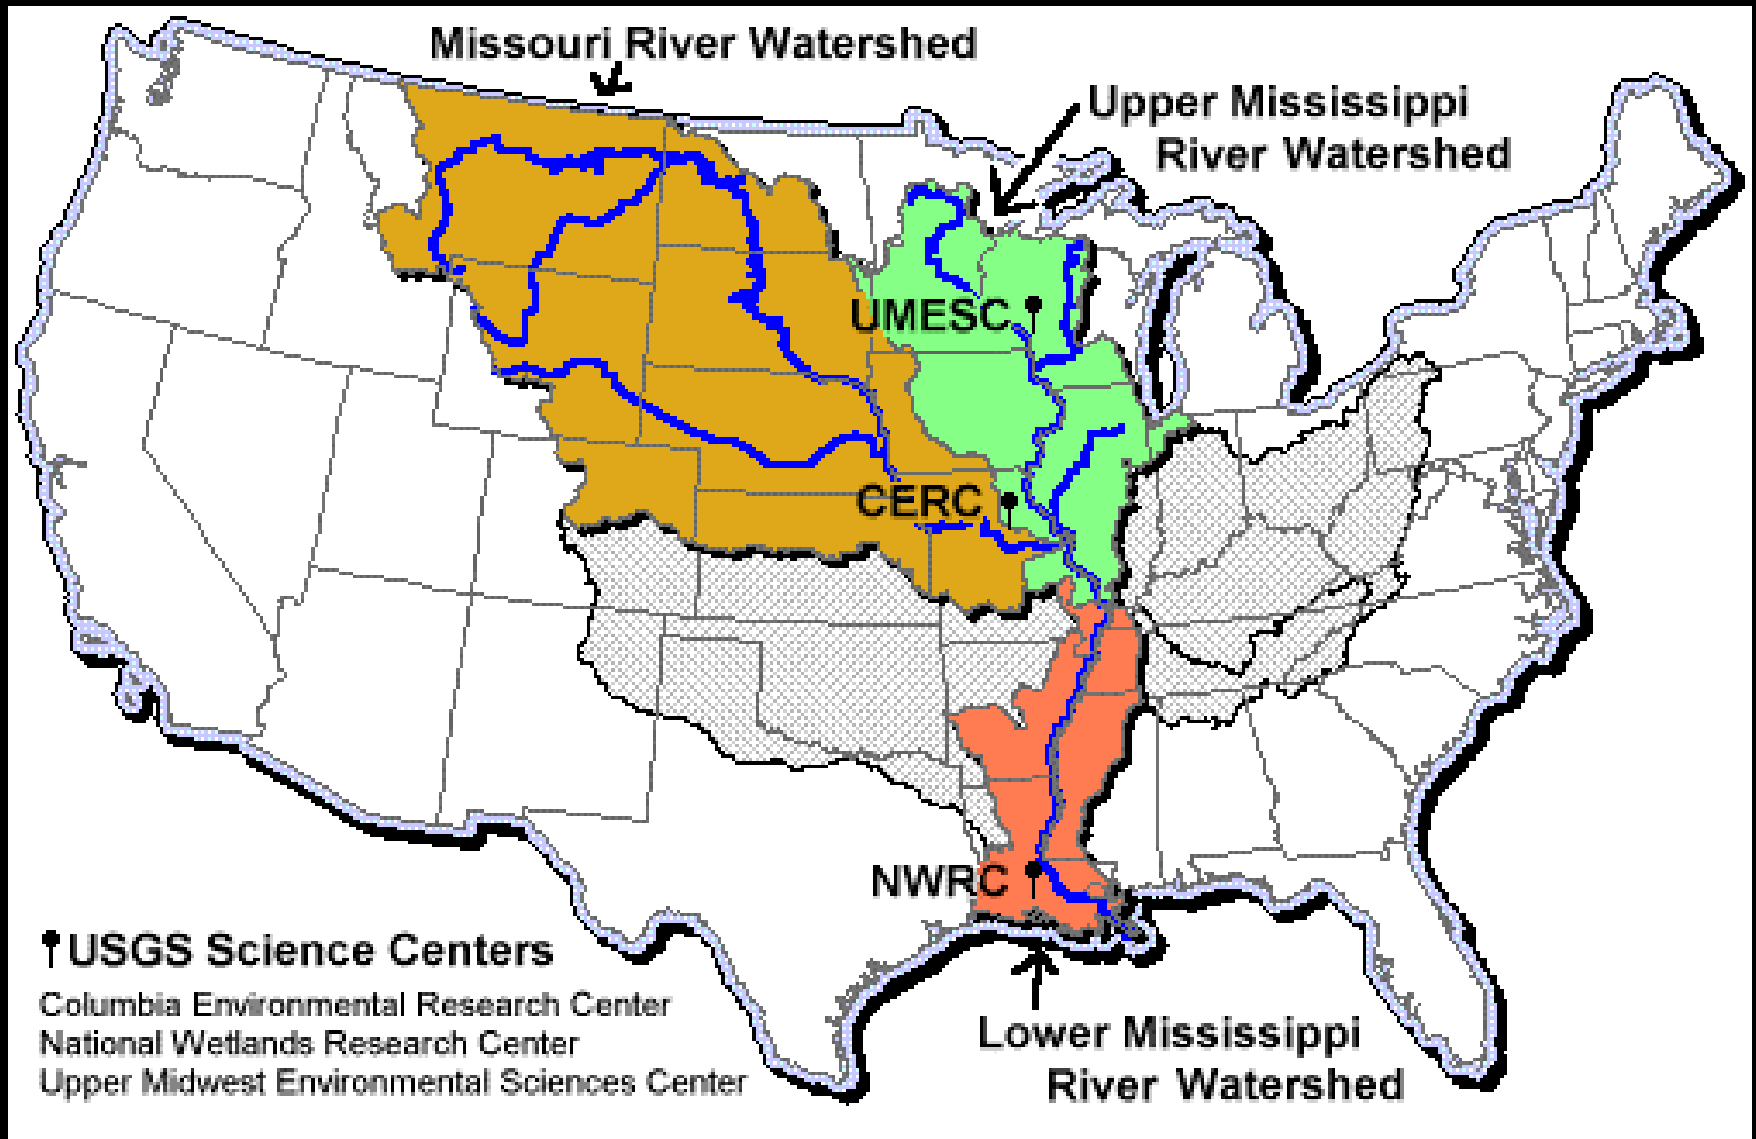 Missouri River Watershed
Upper Mississippi
River Watershed
UMESC
CERC
NWRC
USGS Science Centers
Columbia Environmental Research Center
National Wetlands Research Center
Upper Midwest Environmental Sciences Center
Lower Mississippi
River Watershed